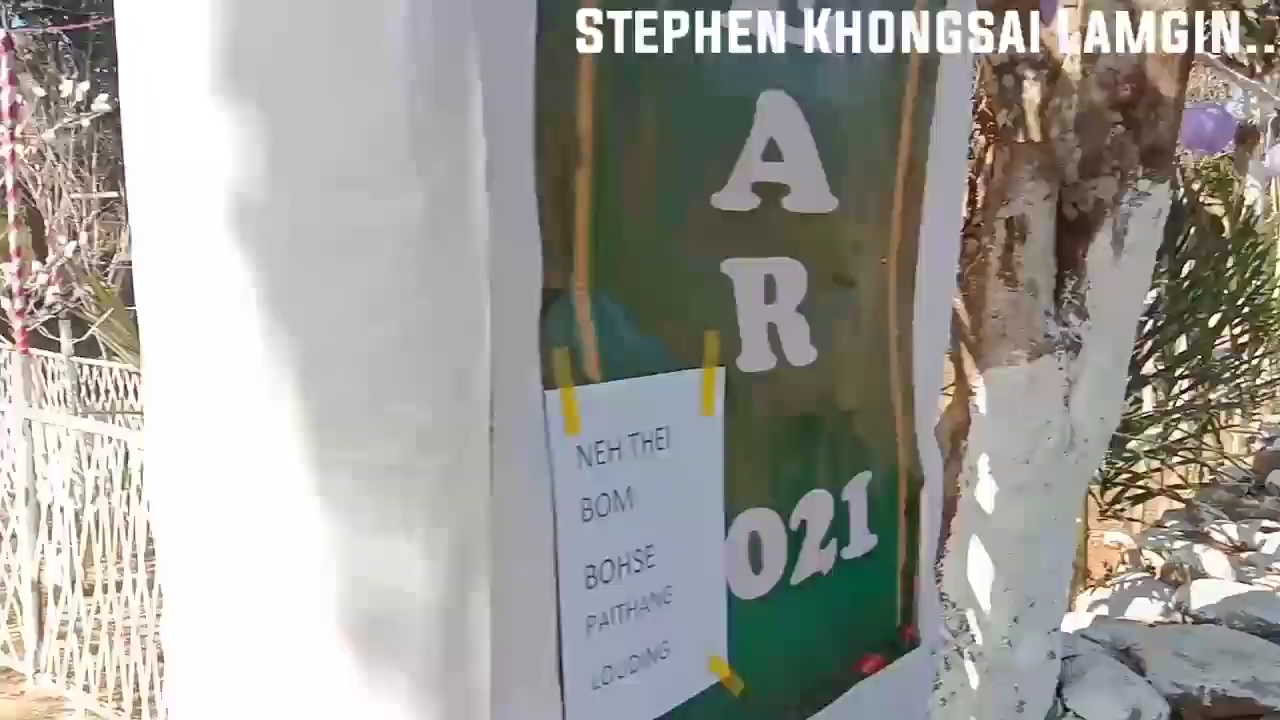 STEPHEN KHONGSAI LAMGIN..
A
R
021
NEH THEI
BOM
BOHSE
PAITHANG
LOUDING